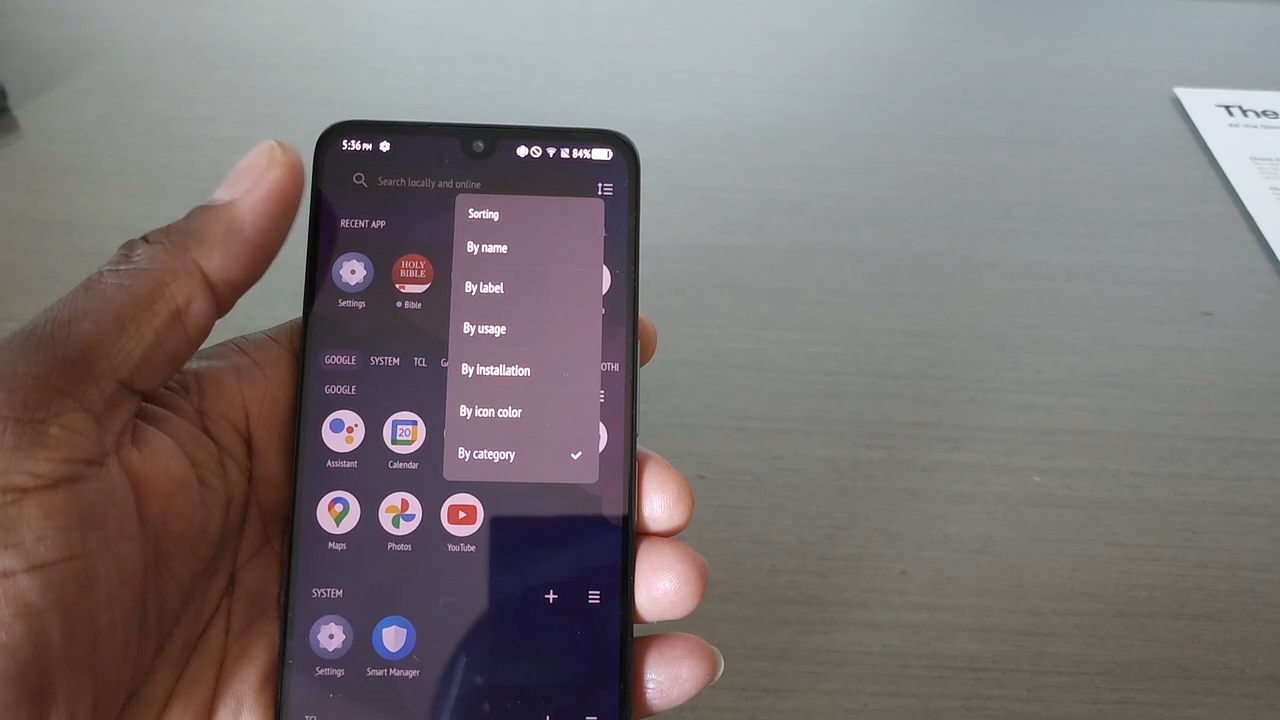 5:36 PM 84%
Search locally and online
RECENT APP
Sorting
By name
By label
By usage
By installation
By icon color
By category
HOLY
BIBLE
Settings Bible
GOOGLE SYSTEM TCL
GOOGLE
20
Assistant Calendar
Maps Photos YouTube
SYSTEM
Settings Smart Manager
TCL
The